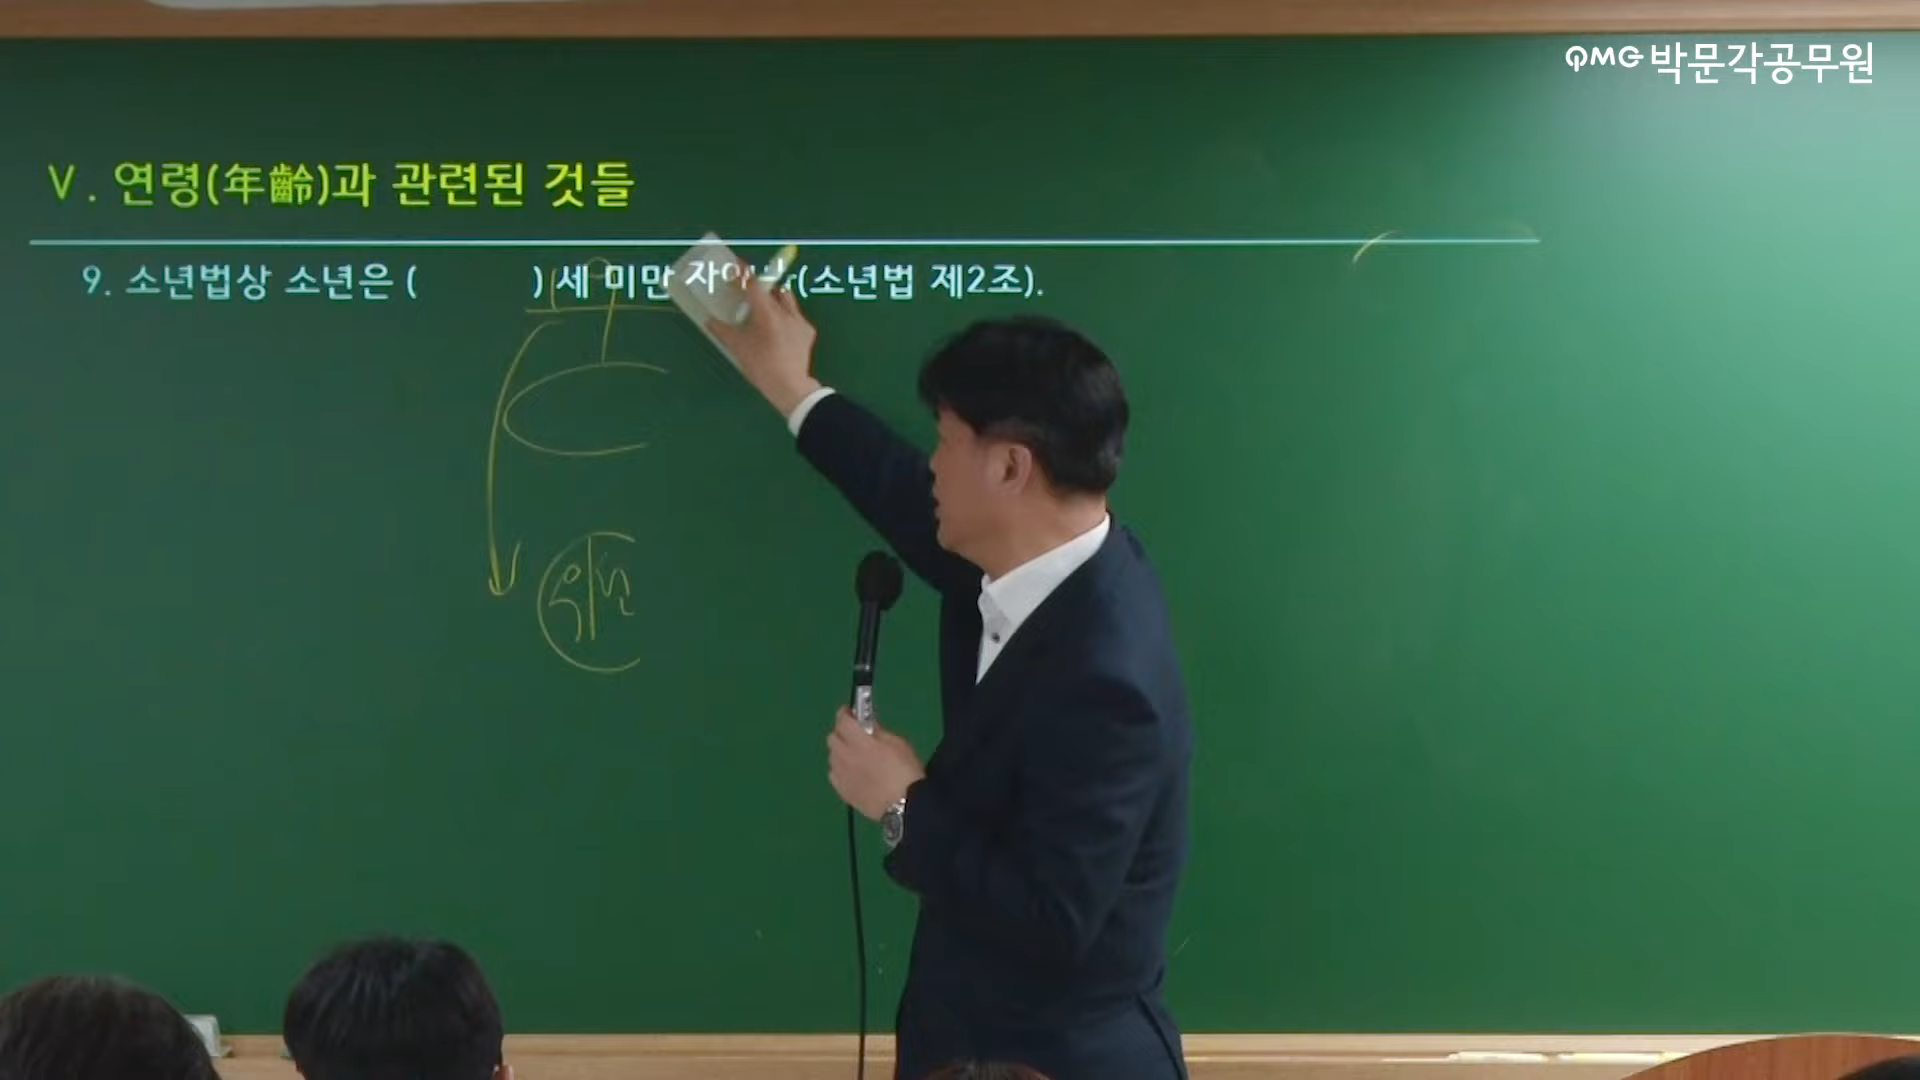 PMG 박문각공무원
Ⅴ. 연령(年齡)과 관련된 것들
9. 소년법상 소년은 ( ) 세 미만 (소년법 제2조).